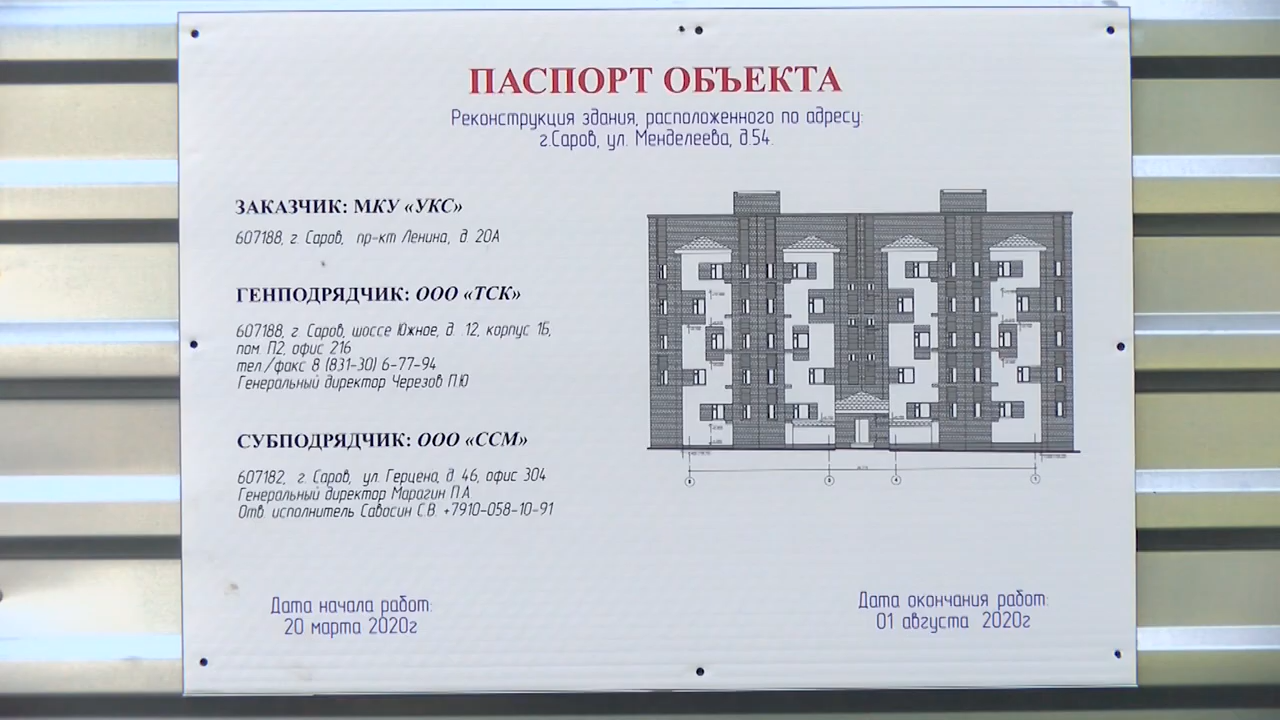 ПАСПОРТ ОБЪЕКТА
Реконструкция здания, расположенного по адресу:
г.Саров, ул. Менделеева, д.54.
ЗАКАЗЧИК: МКУ «УКС»
607188, г. Саров, пр-кт Ленина, д. 20А
ГЕНПОДРЯДЧИК: ООО «ТСК»
607188, г. Саров, шоссе Южное, д. 12, корпус 1Б,
пом. П2, офис 216
тел./факс 8 (831-30) 6-77-94
Генеральный директор Черезов П.Ю
СУБПОДРЯДЧИК: ООО «ССМ»
607182, г. Саров, ул. Герцена, д. 46, офис 304
Генеральный директор Марагин П.А.
Отв. исполнитель Савосин С.В. +7910-058-10-91
Дата начала работ:
20 марта 2020г
Дата окончания работ:
01 августа 2020г